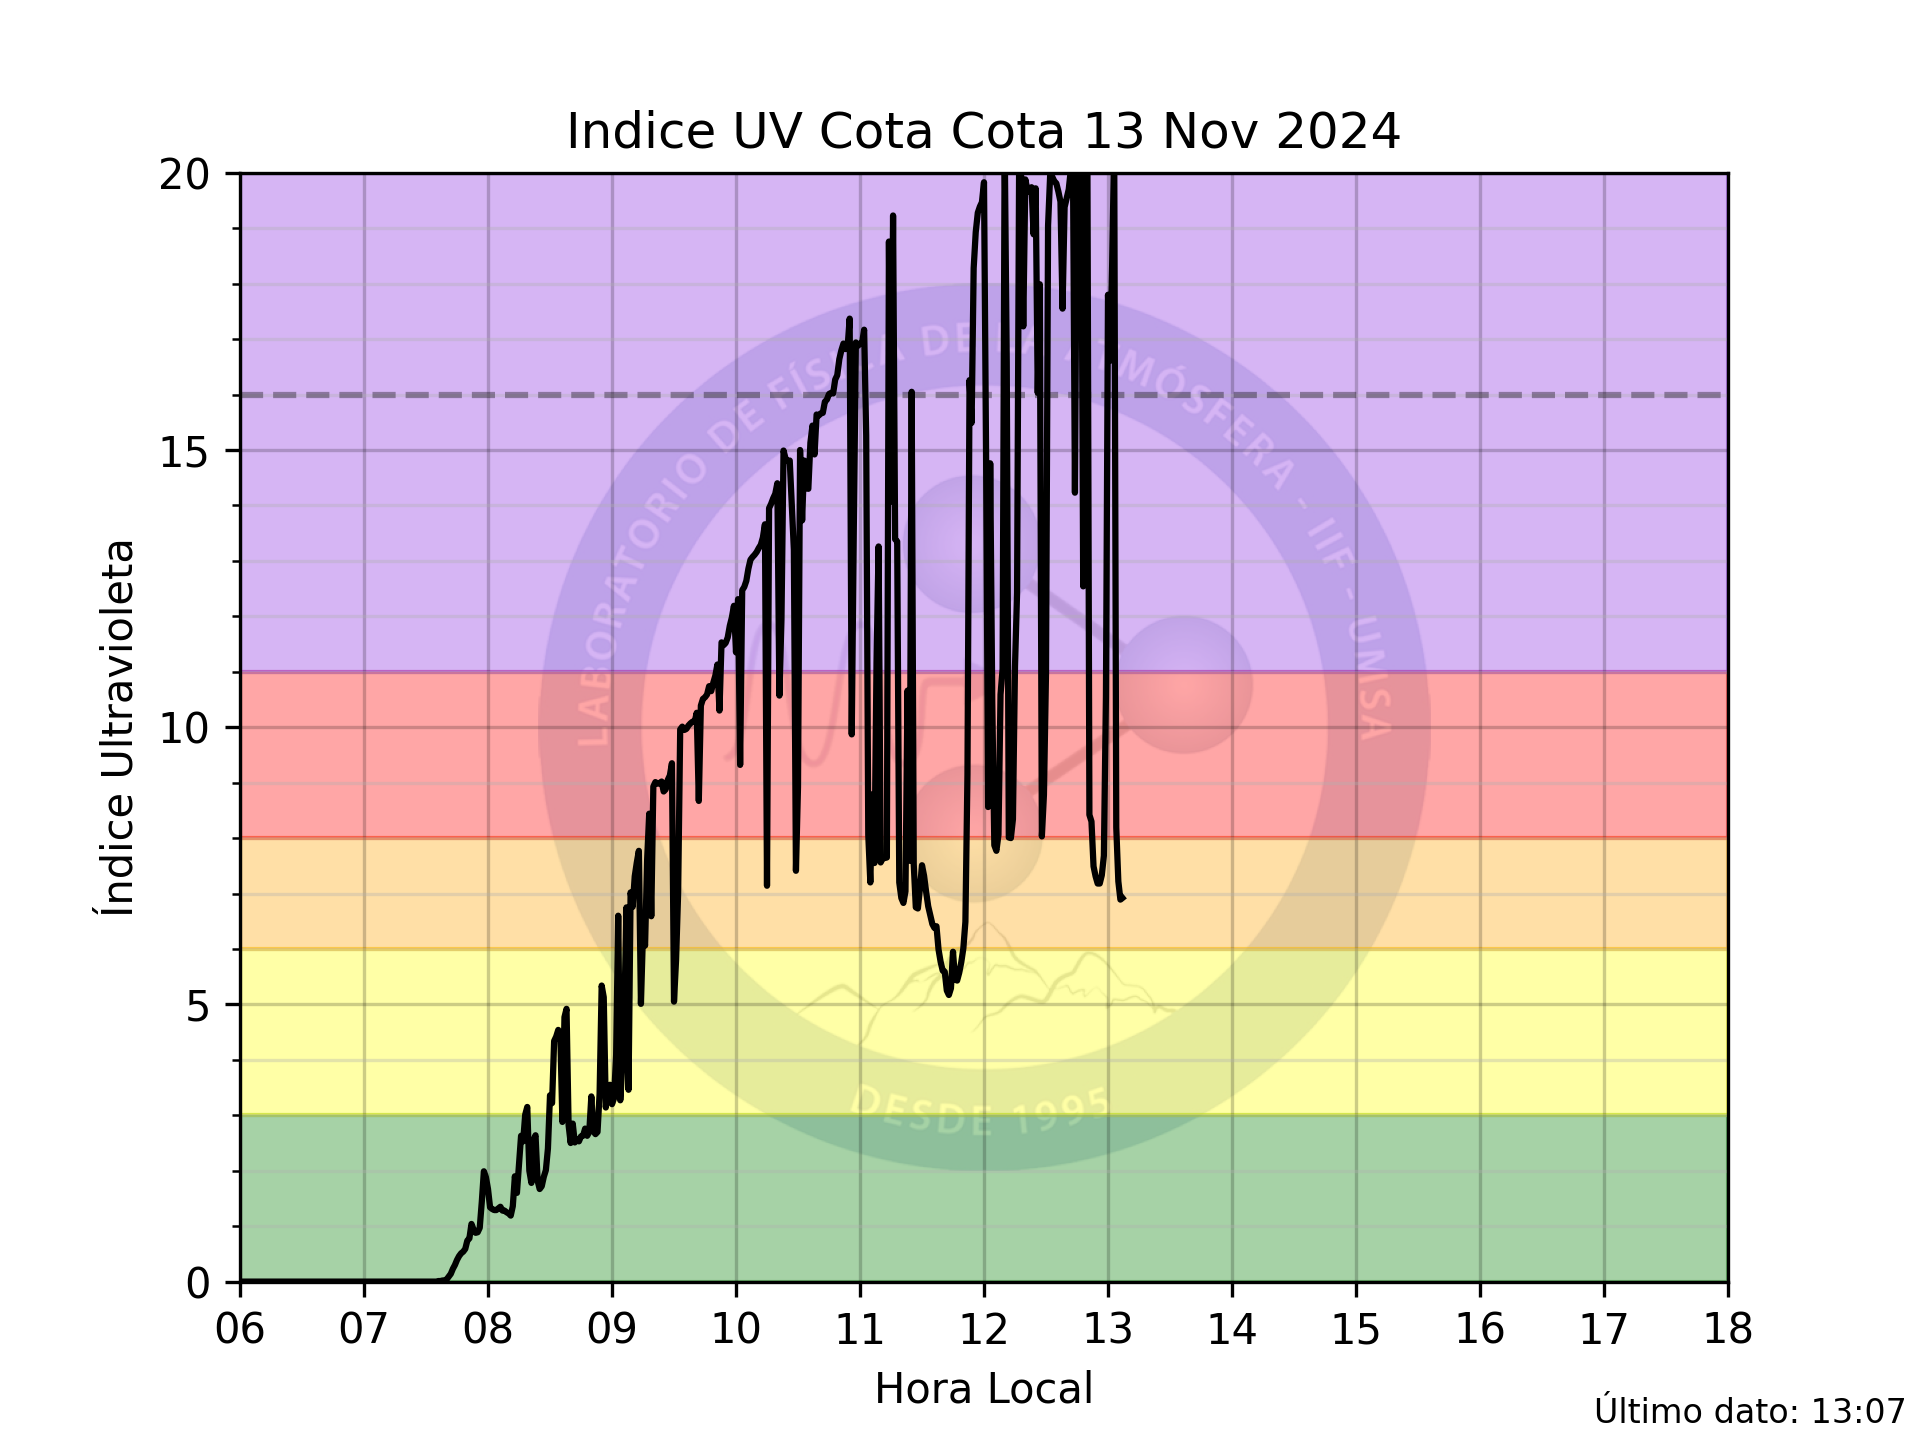 Indice UV Cota Cota 13 Nov 2024
20
15
10
5
0
Índice Ultravioleta
LABORATORIO DE FÍSICA DE LA ATMÓSFERA - IIF - UMSA
DESDE 1995
06 07 08 09 10 11 12 13 14 15 16 17 18
Hora Local
Último dato: 13:07